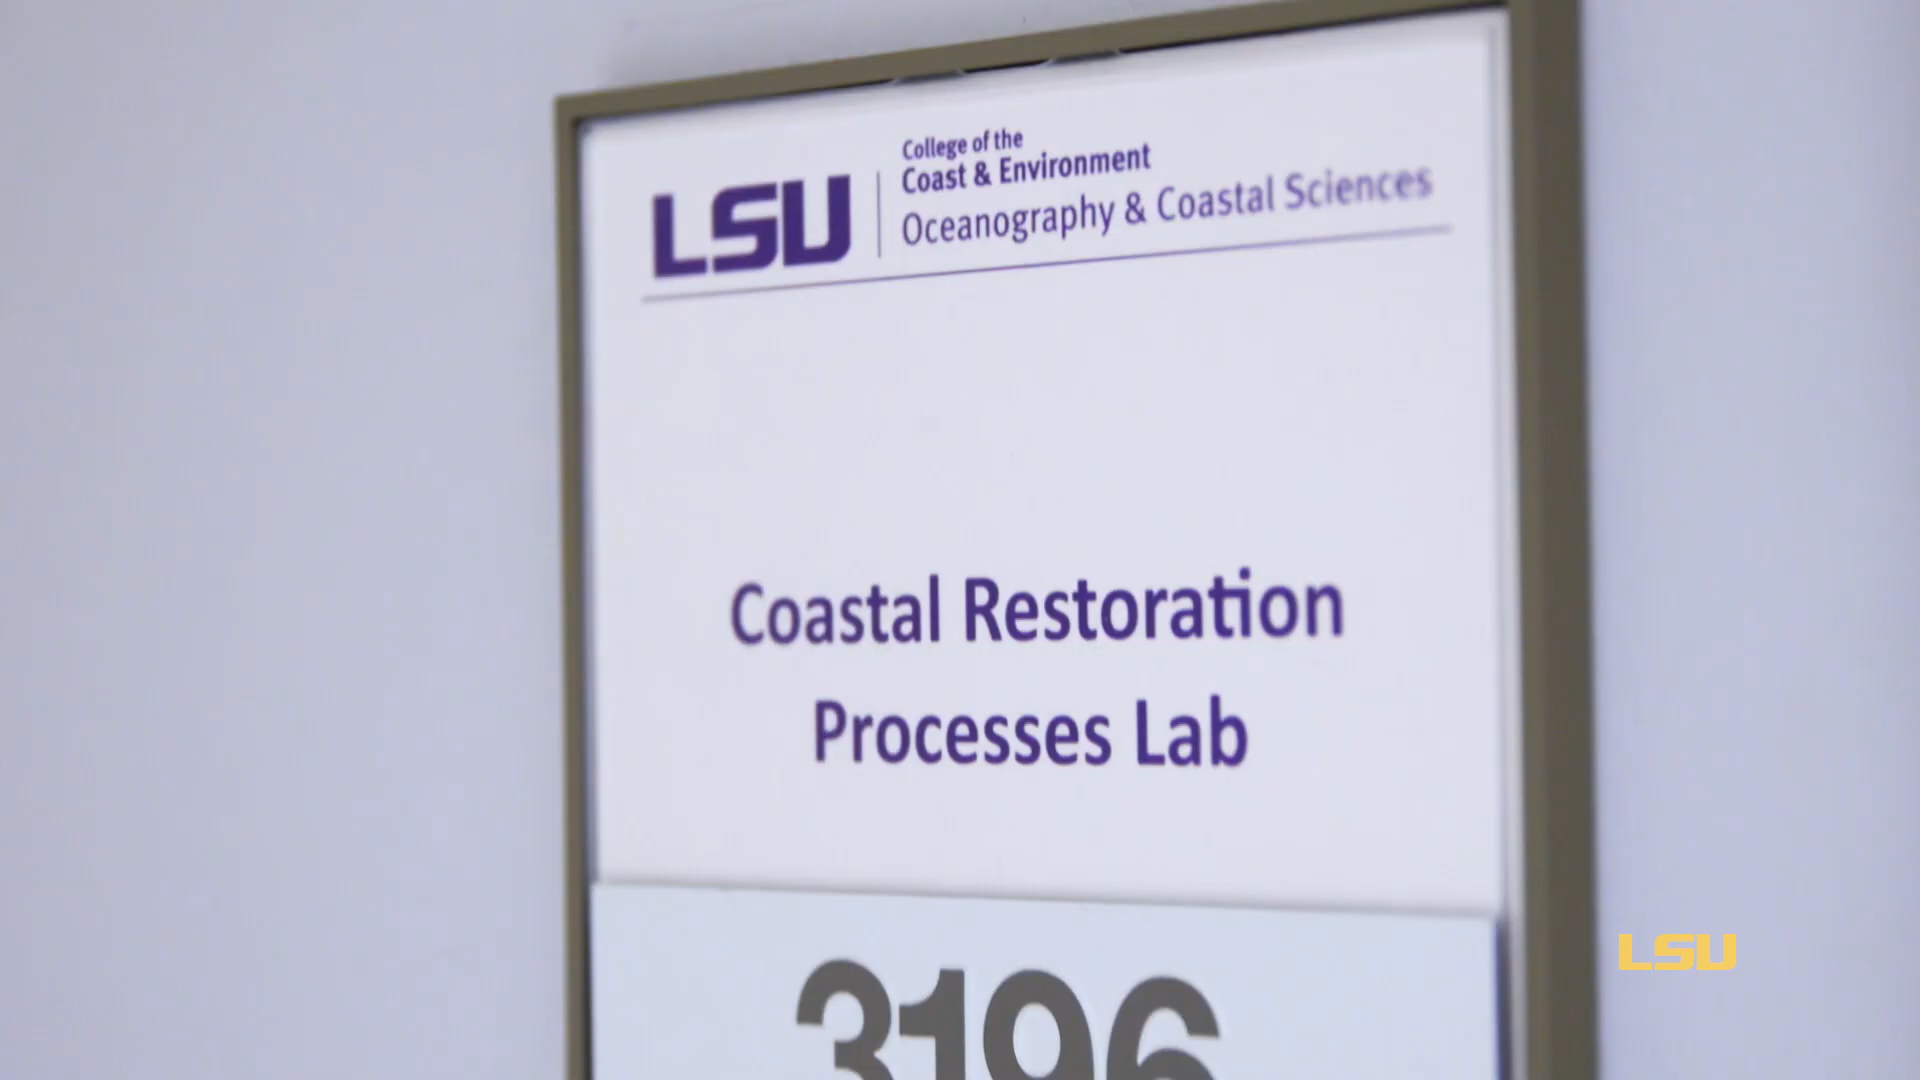 LSU
College of the
Coast & Environment
Oceanography & Coastal Sciences
Coastal Restoration
Processes Lab
3196
LSU